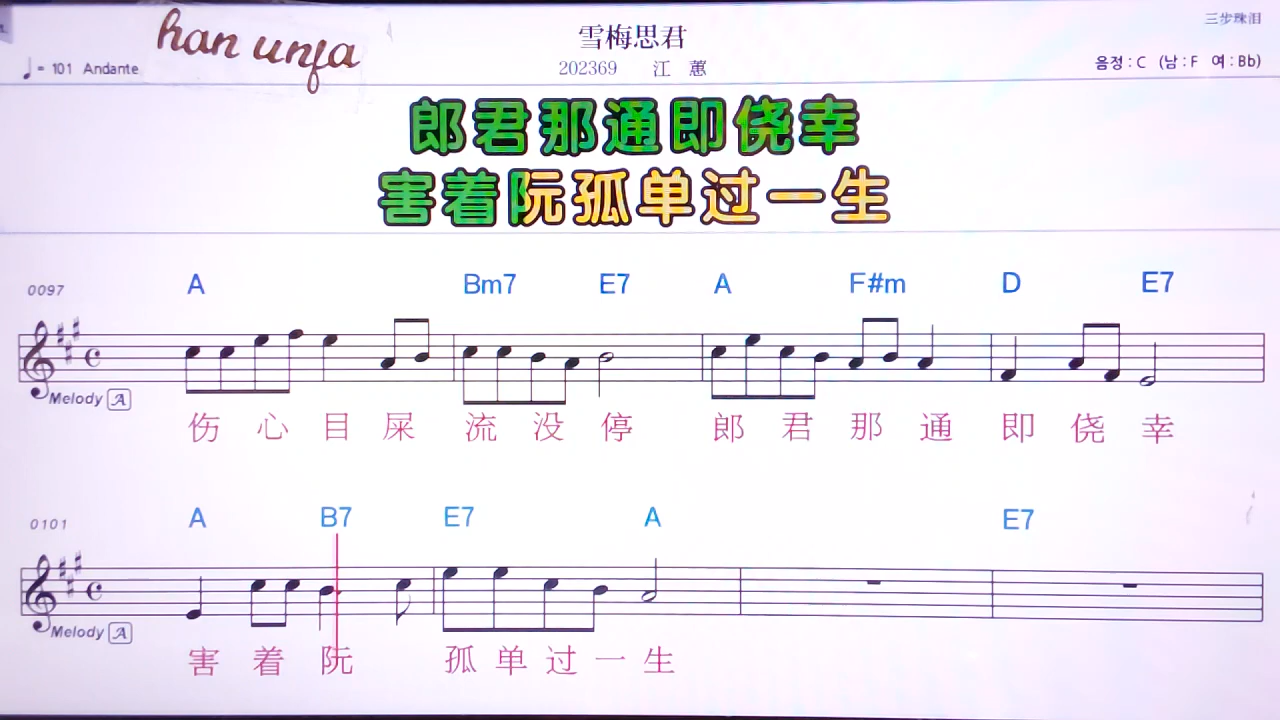 han unfa
雪梅思君
三步珠泪
♩= 101 Andante
202369 江 蕙
음정 : C (남 : F 여 : Bb)
郎君那通即侥幸
害着阮孤单过一生
0097 A Bm7 E7 A F#m D E7
Melody A
伤 心 目 屎 流 没 停 郎 君 那 通 即 侥 幸
0101 A B7 E7 A E7
Melody A
害 着 阮 孤 单 过 一 生